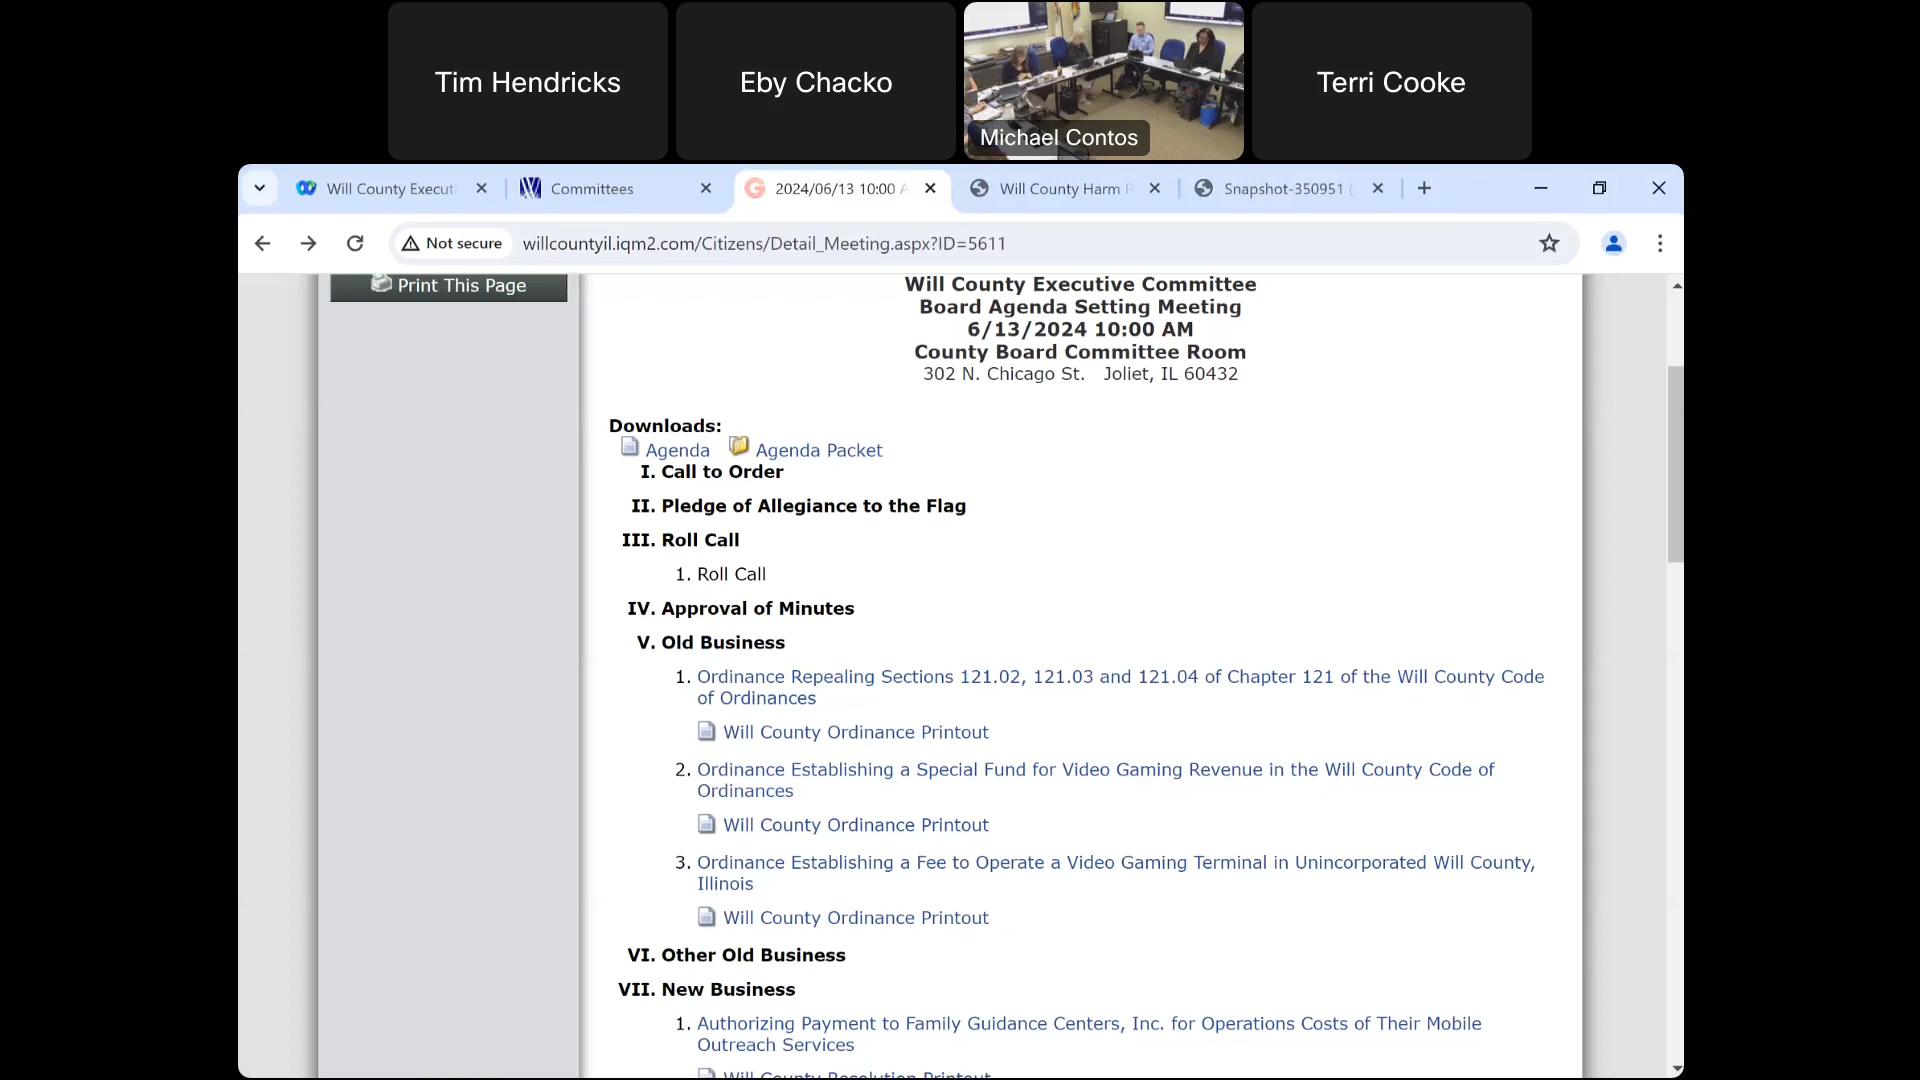 Tim Hendricks
Eby Chacko
Michael Contos
Terri Cooke
Will County Execut
Committees
2024/06/13 10:00 A
Will County Harm R
Snapshot-350951 (
Not secure
willcountyil.iqm2.com/Citizens/Detail_Meeting.aspx?ID=5611
Print This Page
Will County Executive Committee
Board Agenda Setting Meeting
6/13/2024 10:00 AM
County Board Committee Room
302 N. Chicago St. Joliet, IL 60432
Downloads:
Agenda Agenda Packet
I. Call to Order
II. Pledge of Allegiance to the Flag
III. Roll Call
1. Roll Call
IV. Approval of Minutes
V. Old Business
1. Ordinance Repealing Sections 121.02, 121.03 and 121.04 of Chapter 121 of the Will County Code
of Ordinances
Will County Ordinance Printout
2. Ordinance Establishing a Special Fund for Video Gaming Revenue in the Will County Code of
Ordinances
Will County Ordinance Printout
3. Ordinance Establishing a Fee to Operate a Video Gaming Terminal in Unincorporated Will County,
Illinois
Will County Ordinance Printout
VI. Other Old Business
VII. New Business
1. Authorizing Payment to Family Guidance Centers, Inc. for Operations Costs of Their Mobile
Outreach Services
Will County Resolution Printout